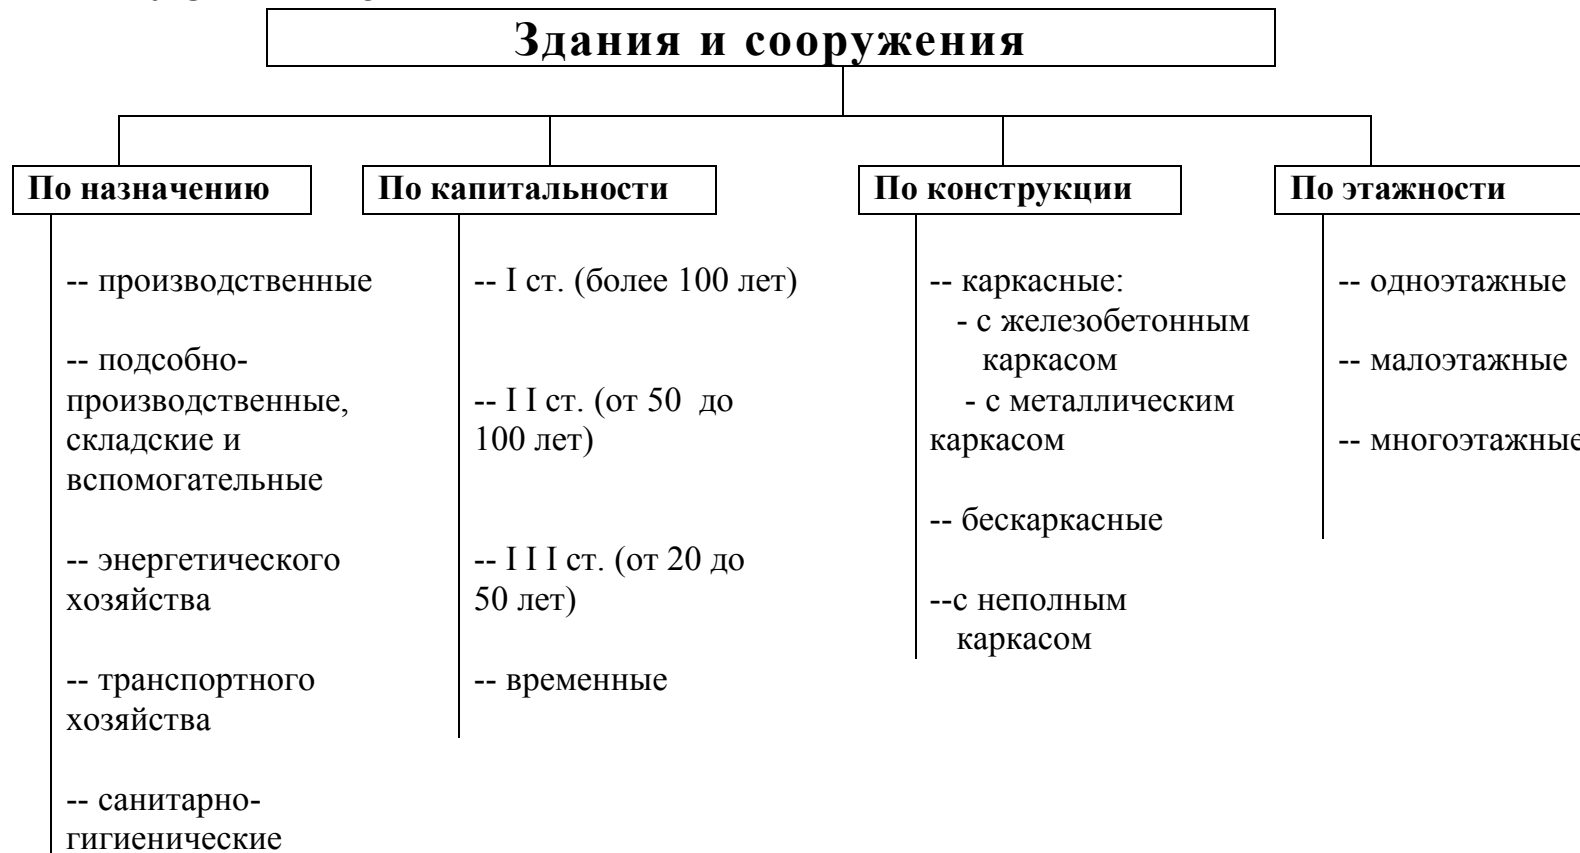 Здания и сооружения
По назначению
-- производственные
-- подсобно-
производственные,
складские и
вспомогательные
-- энергетического
хозяйства
-- транспортного
хозяйства
-- санитарно-
гигиенические
По капитальности
-- I ст. (более 100 лет)
-- I I ст. (от 50 до
100 лет)
-- I I I ст. (от 20 до
50 лет)
-- временные
По конструкции
-- каркасные:
- с железобетонным
каркасом
- с металлическим
каркасом
-- бескаркасные
--с неполным
каркасом
По этажности
-- одноэтажные
-- малоэтажные
-- многоэтажные